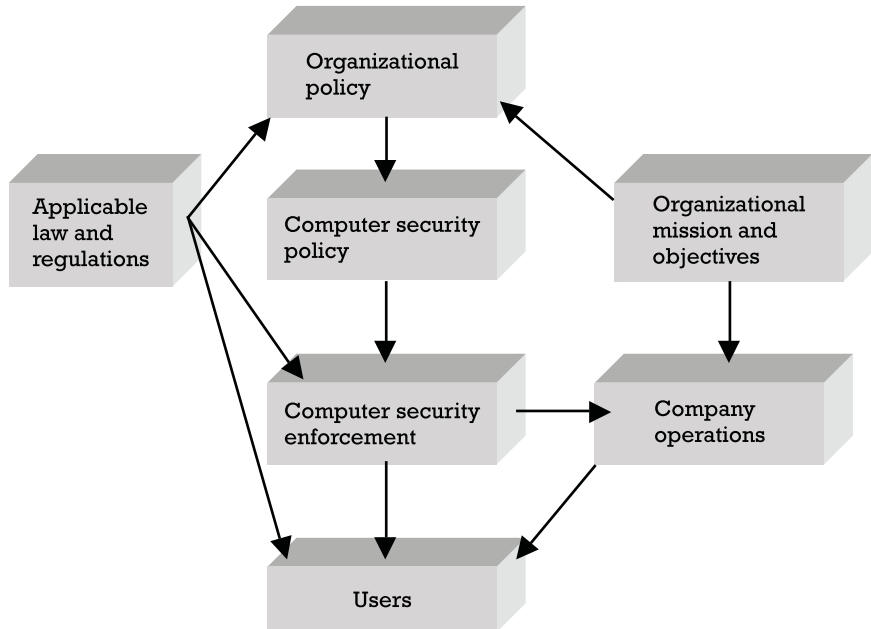 Organizational
policy
Applicable
law and
regulations
Computer security
policy
Organizational
mission and
objectives
Computer security
enforcement
Company
operations
Users